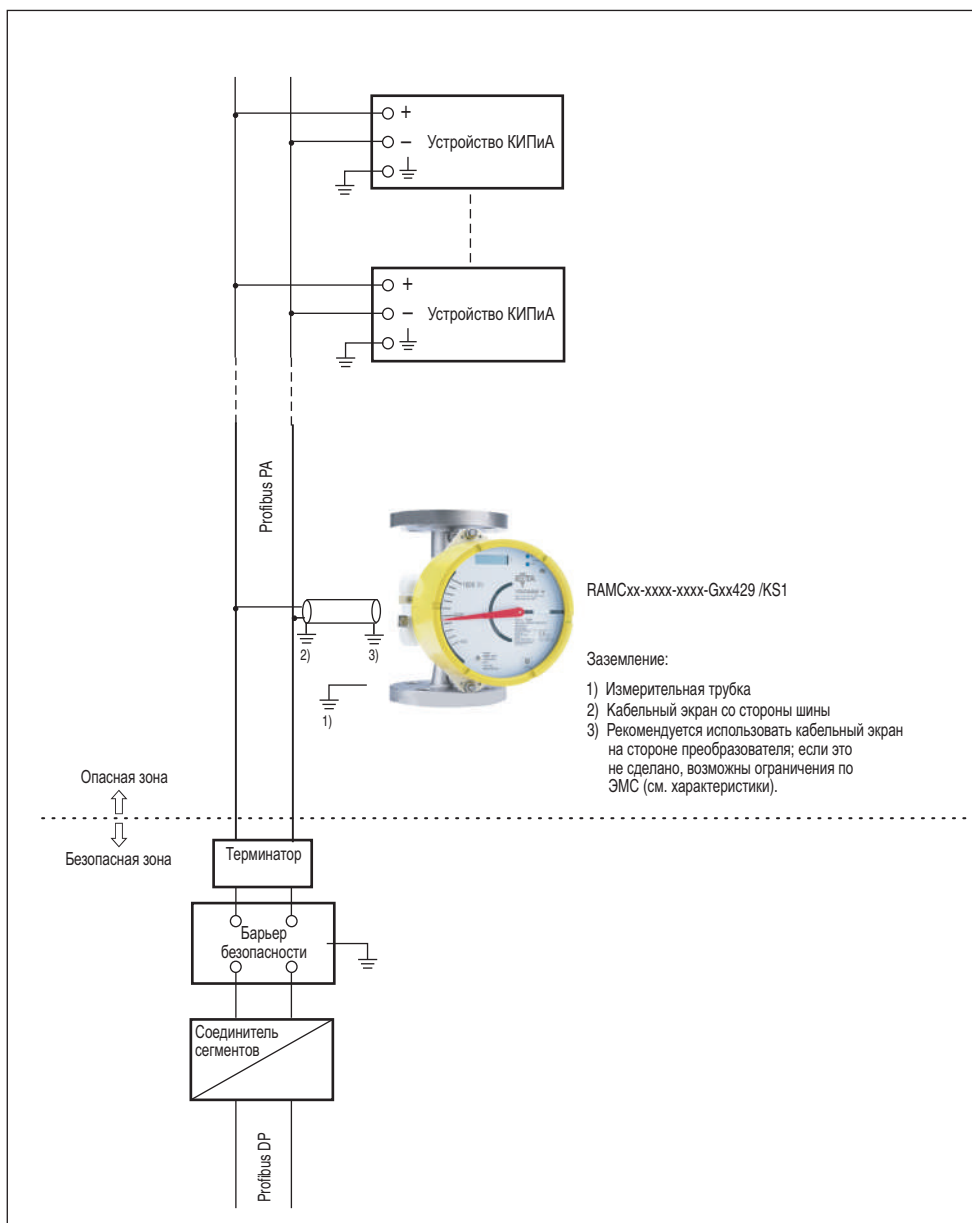 +
− Устройство КИПиА
+
− Устройство КИПиА
Profibus PA
RAMCxx-xxxx-xxxx-Gxx429 /KS1
2)
3)
1)
Заземление:
1) Измерительная трубка
2) Кабельный экран со стороны шины
3) Рекомендуется использовать кабельный экран
на стороне преобразователя; если это
не сделано, возможны ограничения по
ЭМС (см. характеристики).
Опасная зона
Безопасная зона
Терминатор
Барьер
безопасности
Соединитель
сегментов
Profibus DP